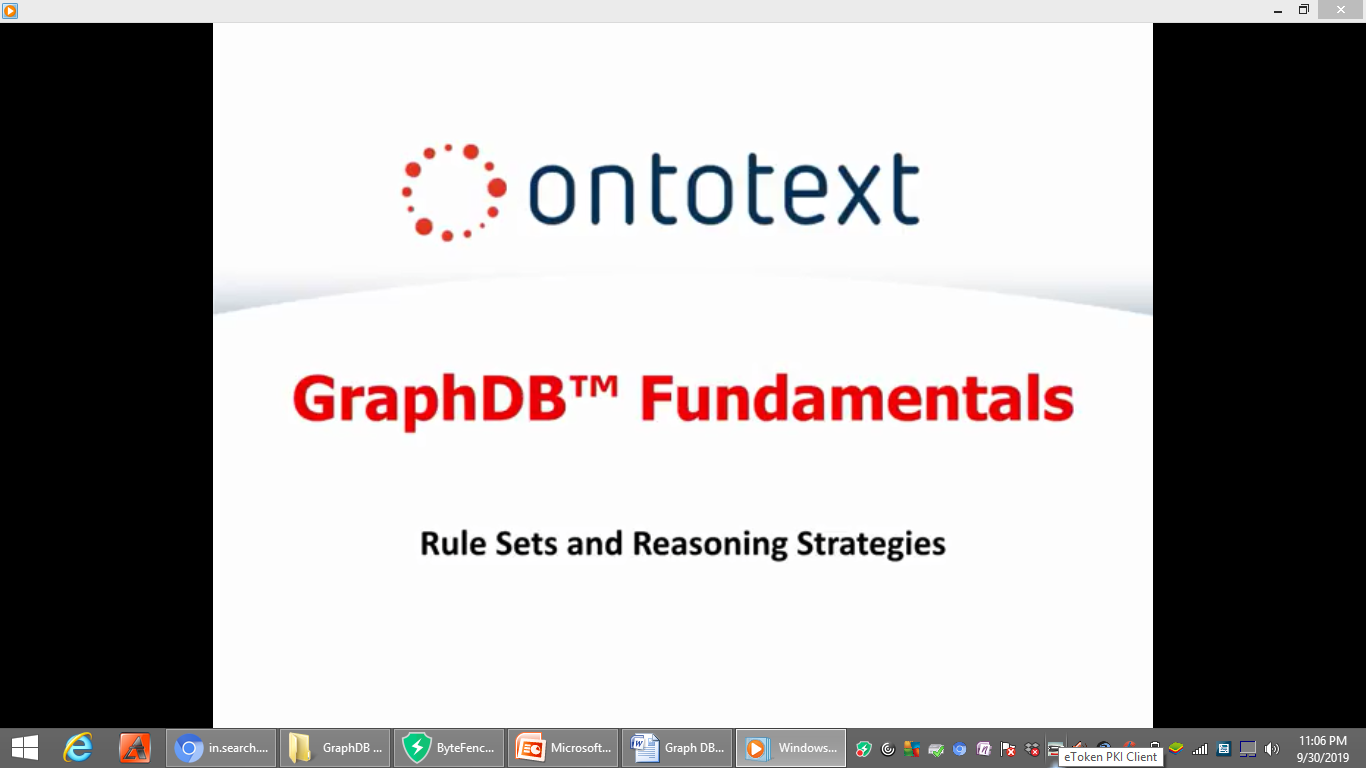 ontotext
GraphDB™ Fundamentals
Rule Sets and Reasoning Strategies
in.search....
GraphDB ...
ByteFenc...
Microsoft...
Graph DB...
Windows...
11:06 PM
9/30/2019
eToken PKI Client